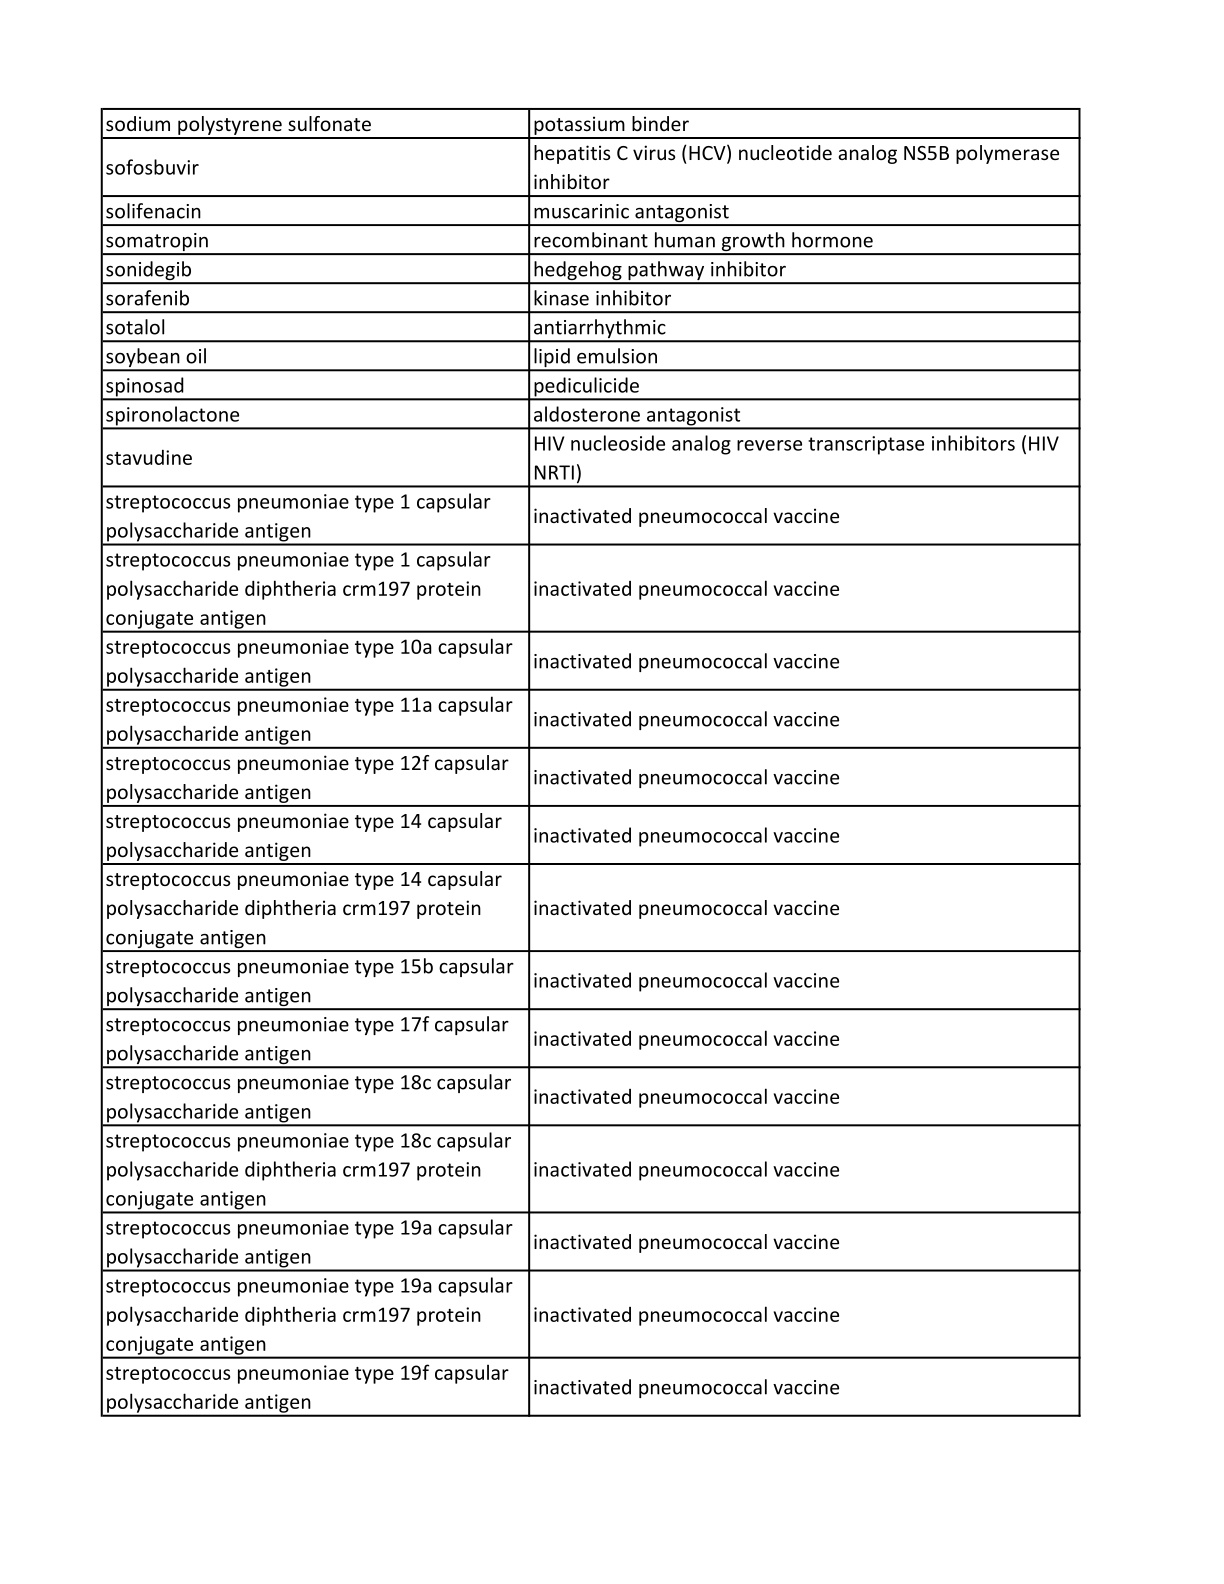 sodium polystyrene sulfonate potassium binder
sofosbuvir hepatitis C virus (HCV) nucleotide analog NS5B polymerase
inhibitor
solifenacin muscarinic antagonist
somatropin recombinant human growth hormone
sonidegib hedgehog pathway inhibitor
sorafenib kinase inhibitor
sotalol antiarrhythmic
soybean oil lipid emulsion
spinosad pediculicide
spironolactone aldosterone antagonist
stavudine HIV nucleoside analog reverse transcriptase inhibitors (HIV
NRTI)
streptococcus pneumoniae type 1 capsular
polysaccharide antigen inactivated pneumococcal vaccine
streptococcus pneumoniae type 1 capsular
polysaccharide diphtheria crm197 protein inactivated pneumococcal vaccine
conjugate antigen
streptococcus pneumoniae type 10a capsular
polysaccharide antigen inactivated pneumococcal vaccine
streptococcus pneumoniae type 11a capsular
polysaccharide antigen inactivated pneumococcal vaccine
streptococcus pneumoniae type 12f capsular
polysaccharide antigen inactivated pneumococcal vaccine
streptococcus pneumoniae type 14 capsular
polysaccharide antigen inactivated pneumococcal vaccine
streptococcus pneumoniae type 14 capsular
polysaccharide diphtheria crm197 protein inactivated pneumococcal vaccine
conjugate antigen
streptococcus pneumoniae type 15b capsular
polysaccharide antigen inactivated pneumococcal vaccine
streptococcus pneumoniae type 17f capsular
polysaccharide antigen inactivated pneumococcal vaccine
streptococcus pneumoniae type 18c capsular
polysaccharide antigen inactivated pneumococcal vaccine
streptococcus pneumoniae type 18c capsular
polysaccharide diphtheria crm197 protein inactivated pneumococcal vaccine
conjugate antigen
streptococcus pneumoniae type 19a capsular
polysaccharide antigen inactivated pneumococcal vaccine
streptococcus pneumoniae type 19a capsular
polysaccharide diphtheria crm197 protein inactivated pneumococcal vaccine
conjugate antigen
streptococcus pneumoniae type 19f capsular
polysaccharide antigen inactivated pneumococcal vaccine